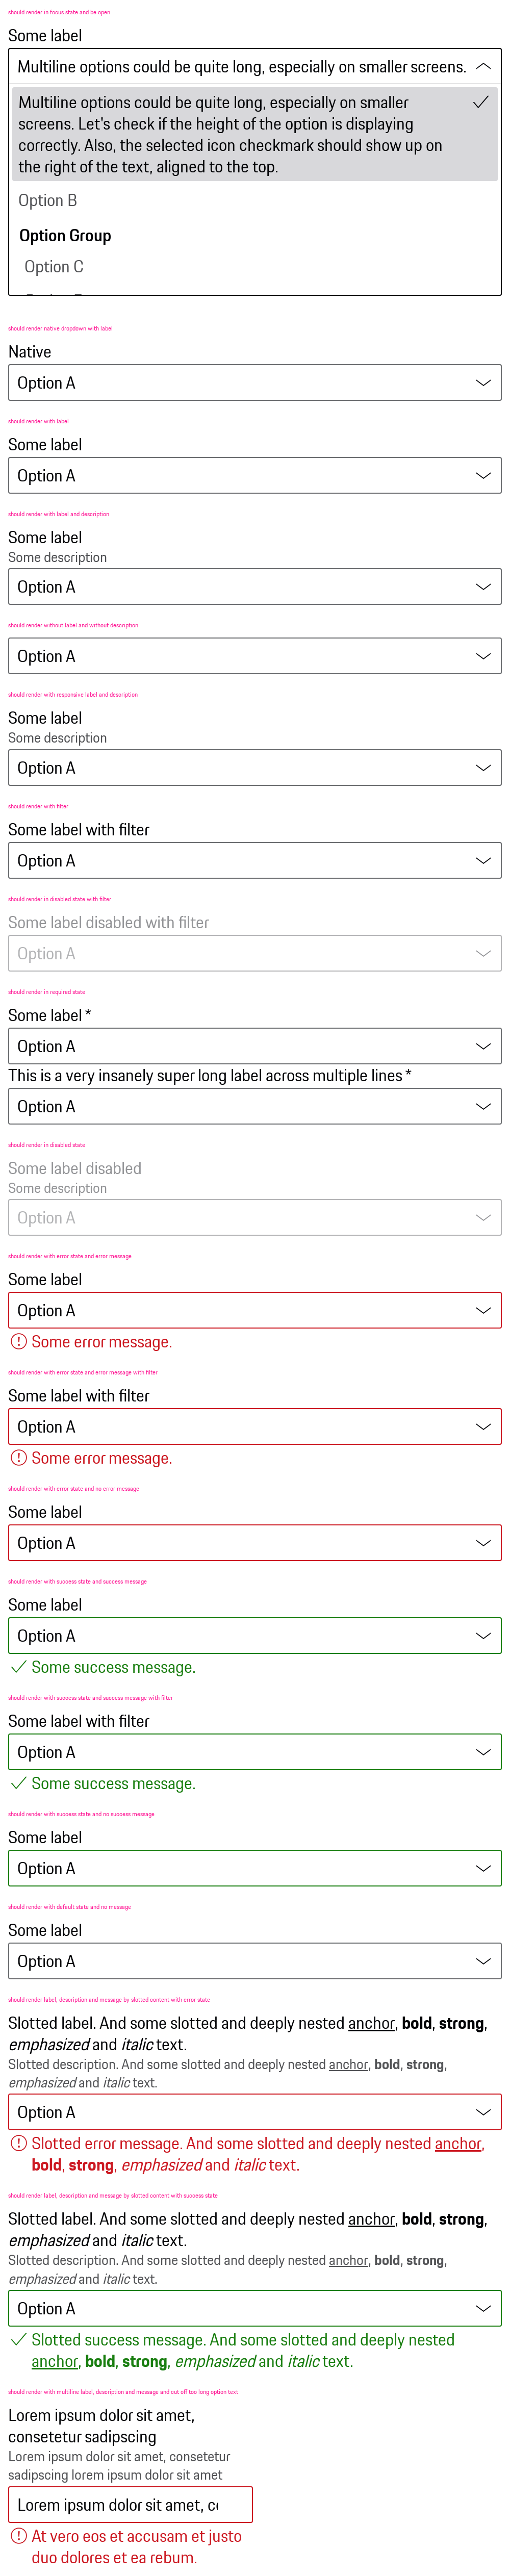 should render in focus state and be open
Some label
Multiline options could be quite long, especially on smaller screens.
Multiline options could be quite long, especially on smaller
screens. Let's check if the height of the option is displaying
correctly. Also, the selected icon checkmark should show up on
the right of the text, aligned to the top.
Option B
Option Group
Option C
should render native dropdown with label
Native
Option A
should render with label
Some label
Option A
should render with label and description
Some label
Some description
Option A
should render without label and without description
Option A
should render with responsive label and description
Some label
Some description
Option A
should render with filter
Some label with filter
Option A
should render in disabled state with filter
Some label disabled with filter
Option A
should render in required state
Some label *
Option A
This is a very insanely super long label across multiple lines *
Option A
should render in disabled state
Some label disabled
Some description
Option A
should render with error state and error message
Some label
Option A
Some error message.
should render with error state and error message with filter
Some label with filter
Option A
Some error message.
should render with error state and no error message
Some label
Option A
should render with success state and success message
Some label
Option A
Some success message.
should render with success state and success message with filter
Some label with filter
Option A
Some success message.
should render with success state and no success message
Some label
Option A
should render with default state and no message
Some label
Option A
should render label, description and message by slotted content with error state
Slotted label. And some slotted and deeply nested anchor, bold, strong,
emphasized and italic text.
Slotted description. And some slotted and deeply nested anchor, bold, strong,
emphasized and italic text.
Option A
Slotted error message. And some slotted and deeply nested anchor,
bold, strong, emphasized and italic text.
should render label, description and message by slotted content with success state
Slotted label. And some slotted and deeply nested anchor, bold, strong,
emphasized and italic text.
Slotted description. And some slotted and deeply nested anchor, bold, strong,
emphasized and italic text.
Option A
Slotted success message. And some slotted and deeply nested
anchor, bold, strong, emphasized and italic text.
should render with multiline label, description and message and cut off too long option text
Lorem ipsum dolor sit amet,
consetetur sadipscing
Lorem ipsum dolor sit amet, consetetur
sadipscing lorem ipsum dolor sit amet
Lorem ipsum dolor sit amet,
At vero eos et accusam et justo
duo dolores et ea rebum.